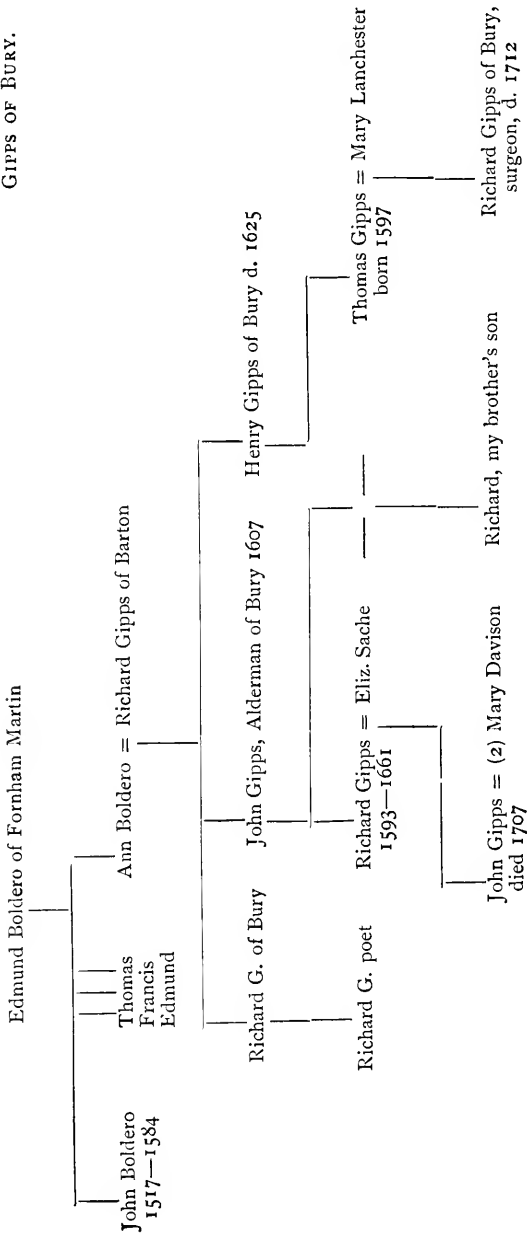 GIPPS OF BURY.
Edmund Boldero of Fornham Martin
John Boldero
1517—1584
Thomas
Francis
Edmund
Ann Boldero = Richard Gipps of Barton
Richard G. of Bury
John Gipps, Alderman of Bury 1607
Henry Gipps of Bury d. 1625
Richard G. poet
Richard Gipps = Eliz. Sache
1593—1661
Thomas Gipps = Mary Lanchester
born 1597
John Gipps = (2) Mary Davison
died 1707
Richard, my brother's son
Richard Gipps of Bury,
surgeon, d. 1712